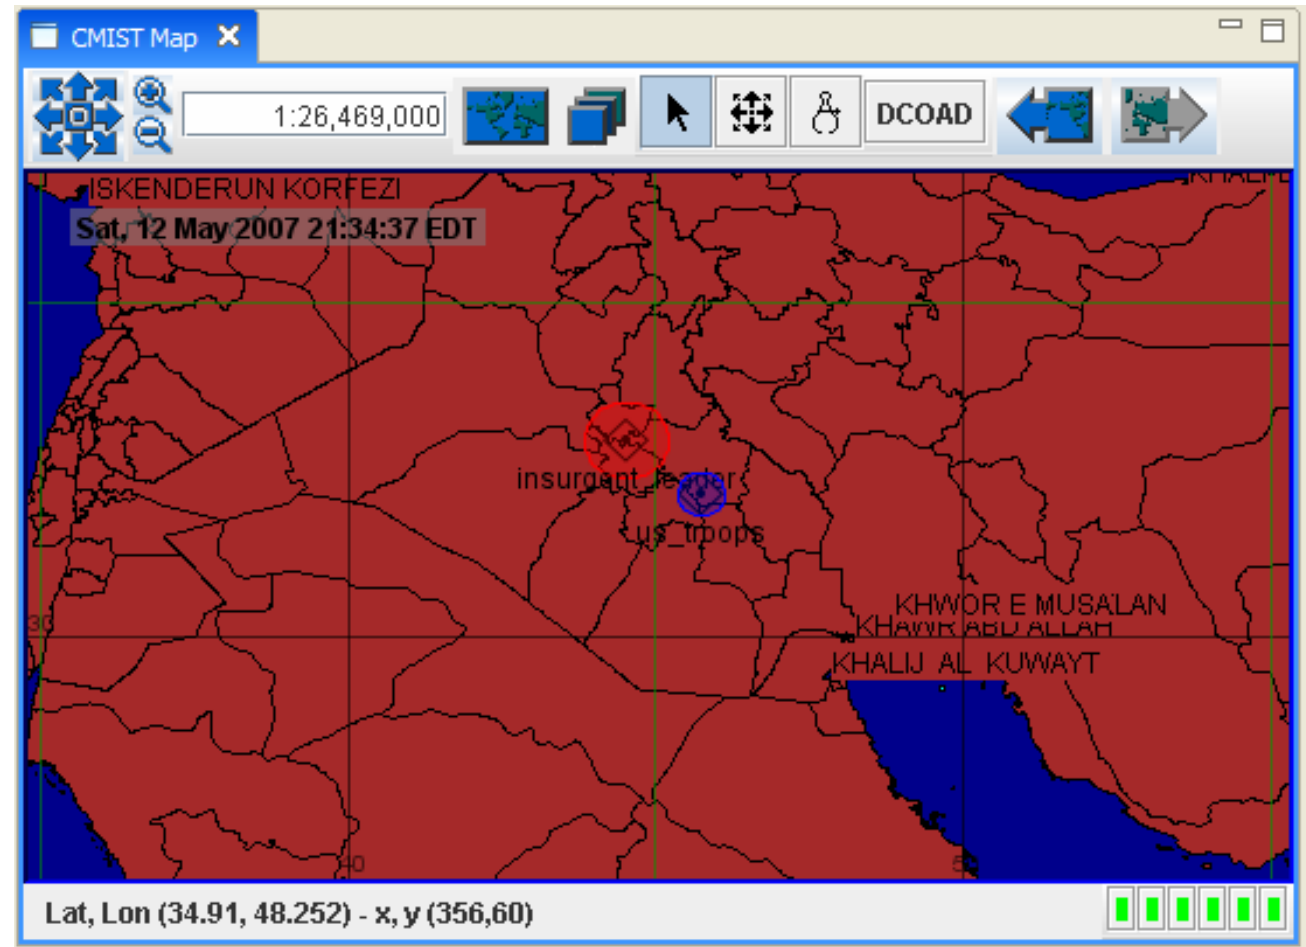 CMIST Map
1:26,469,000
DCOAD
ISKENDERUN KORFEZI
Sat, 12 May 2007 21:34:37 EDT
insurgent_leader
us_troops
KHWOR E MUSA
30
KHAWR ABD ALLAH
KHALIJ AL KUWAYT
40
Lat, Lon (34.91, 48.252) - x, y (356,60)